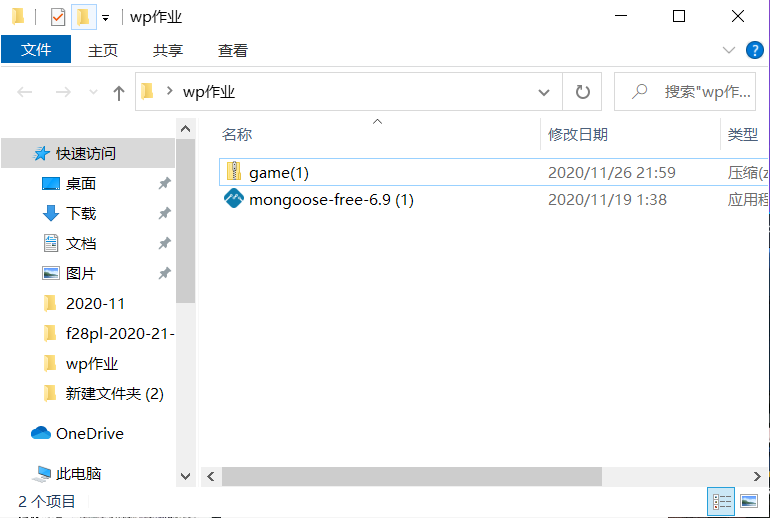 wp作业
文件 主页 共享 查看
wp作业 搜索"wp作...
名称 修改日期 类型
快速访问
桌面
下载
文档
图片
2020-11
f28pl-2020-21-
wp作业
新建文件夹 (2)
OneDrive
此电脑
game(1) 2020/11/26 21:59 压缩(z
mongoose-free-6.9 (1) 2020/11/19 1:38 应用程
2 个项目